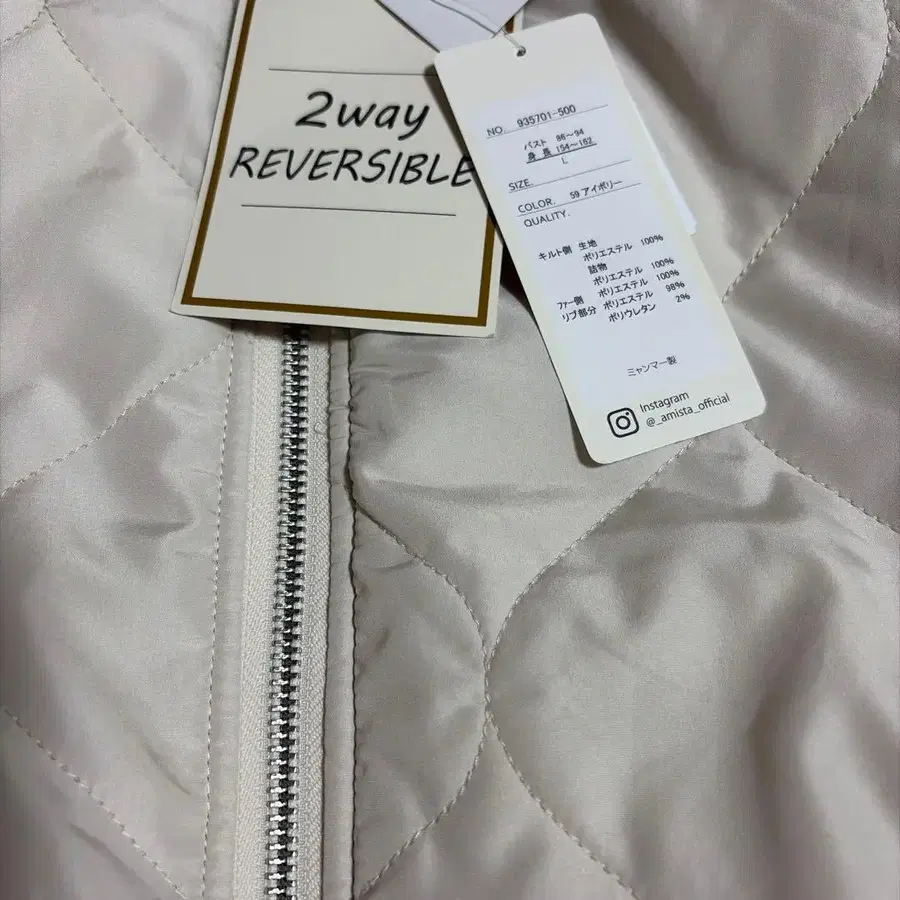 2way
REVERSIBLE
NO. 935701-500
バスト 86〜94
身長 154〜162
SIZE. L
COLOR. 59 アイボリー
QUALITY.
キルト側 生地
ポリエステル 100%
詰物
ポリエステル 100%
ファー側 ポリエステル 100%
リブ部分 ポリエステル 98%
ポリウレタン 2%
ミャンマー製
Instagram
@_amista_official